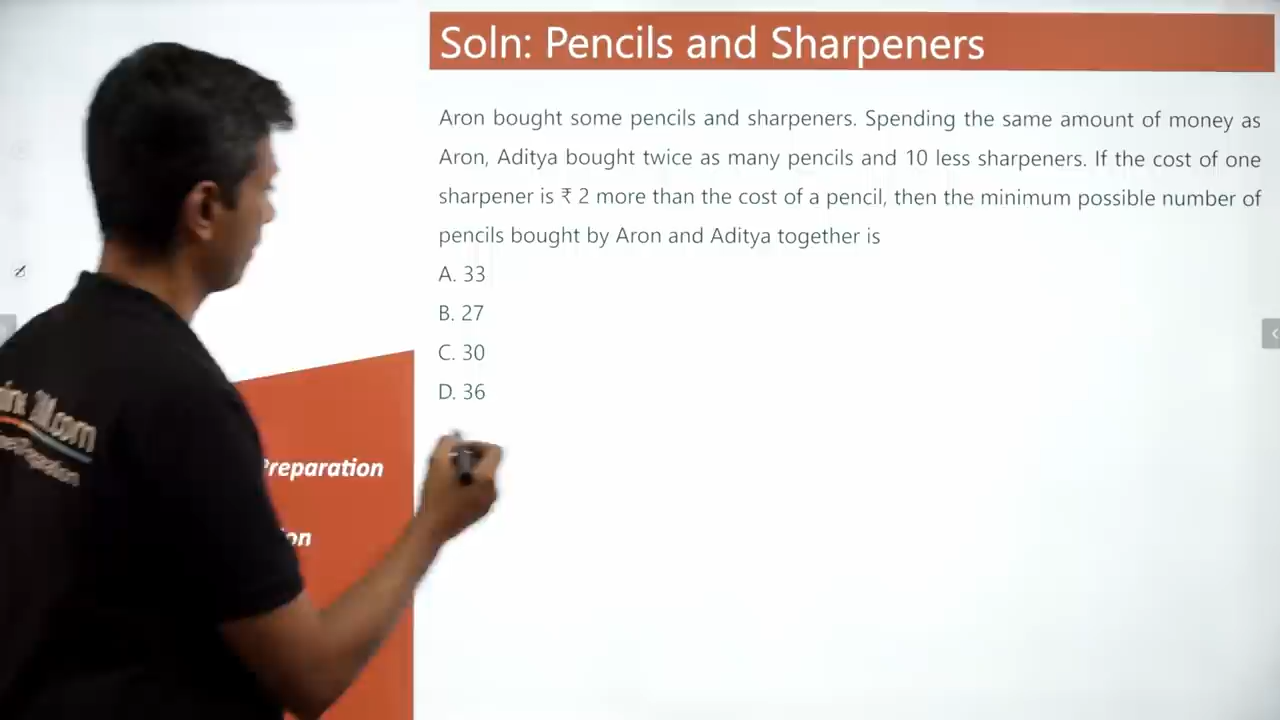 Soln: Pencils and Sharpeners
Aron bought some pencils and sharpeners. Spending the same amount of money as
Aron, Aditya bought twice as many pencils and 10 less sharpeners. If the cost of one
sharpener is ₹ 2 more than the cost of a pencil, then the minimum possible number of
pencils bought by Aron and Aditya together is
A. 33
B. 27
C. 30
D. 36
Preparation